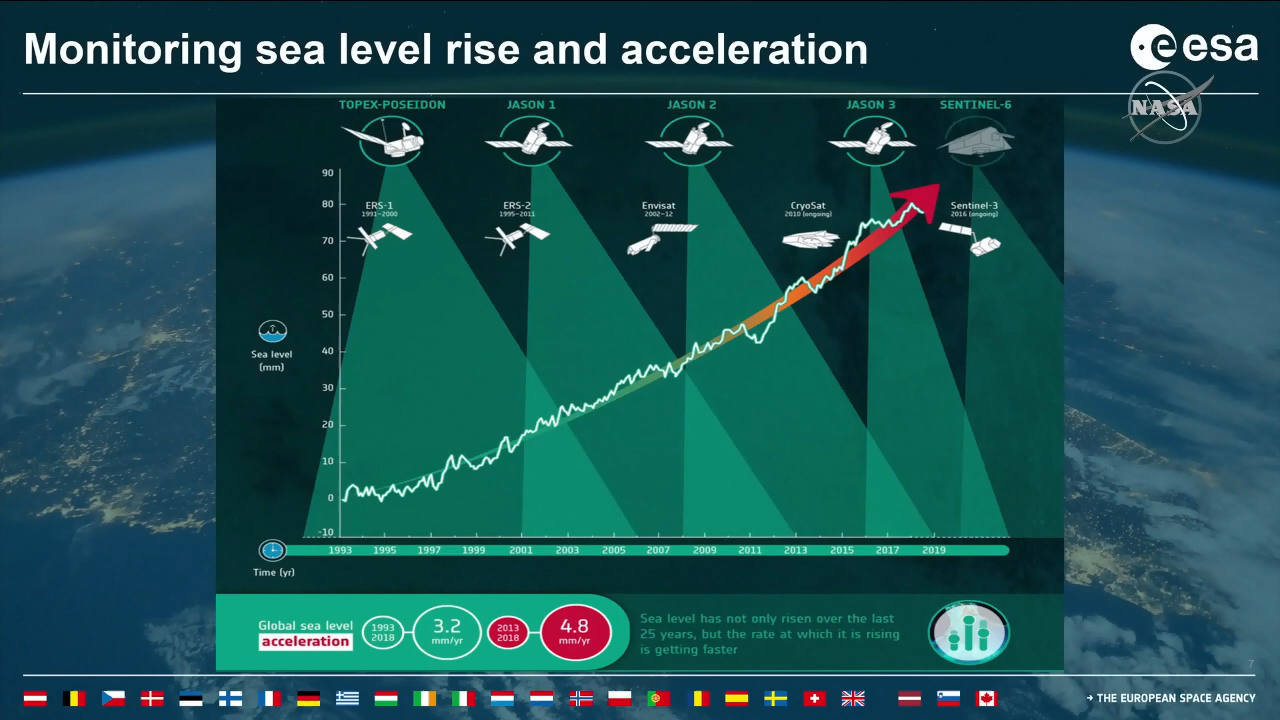 Monitoring sea level rise and acceleration
esa
NASA
TOPEX-POSEIDON
JASON 1
JASON 2
JASON 3
SENTINEL-6
ERS-1
1991–2000
ERS-2
1995–2011
Envisat
2002–12
CryoSat
2010 (ongoing)
Sentinel-3
2016 (ongoing)
90
80
70
60
50
40
30
20
10
0
-10
Sea level
(mm)
1993 1995 1997 1999 2001 2003 2005 2007 2009 2011 2013 2015 2017 2019
Time (yr)
Global sea level
acceleration
1993
2018
3.2
mm/yr
2013
2018
4.8
mm/yr
Sea level has not only risen over the last
25 years, but the rate at which it is rising
is getting faster
7
→ THE EUROPEAN SPACE AGENCY